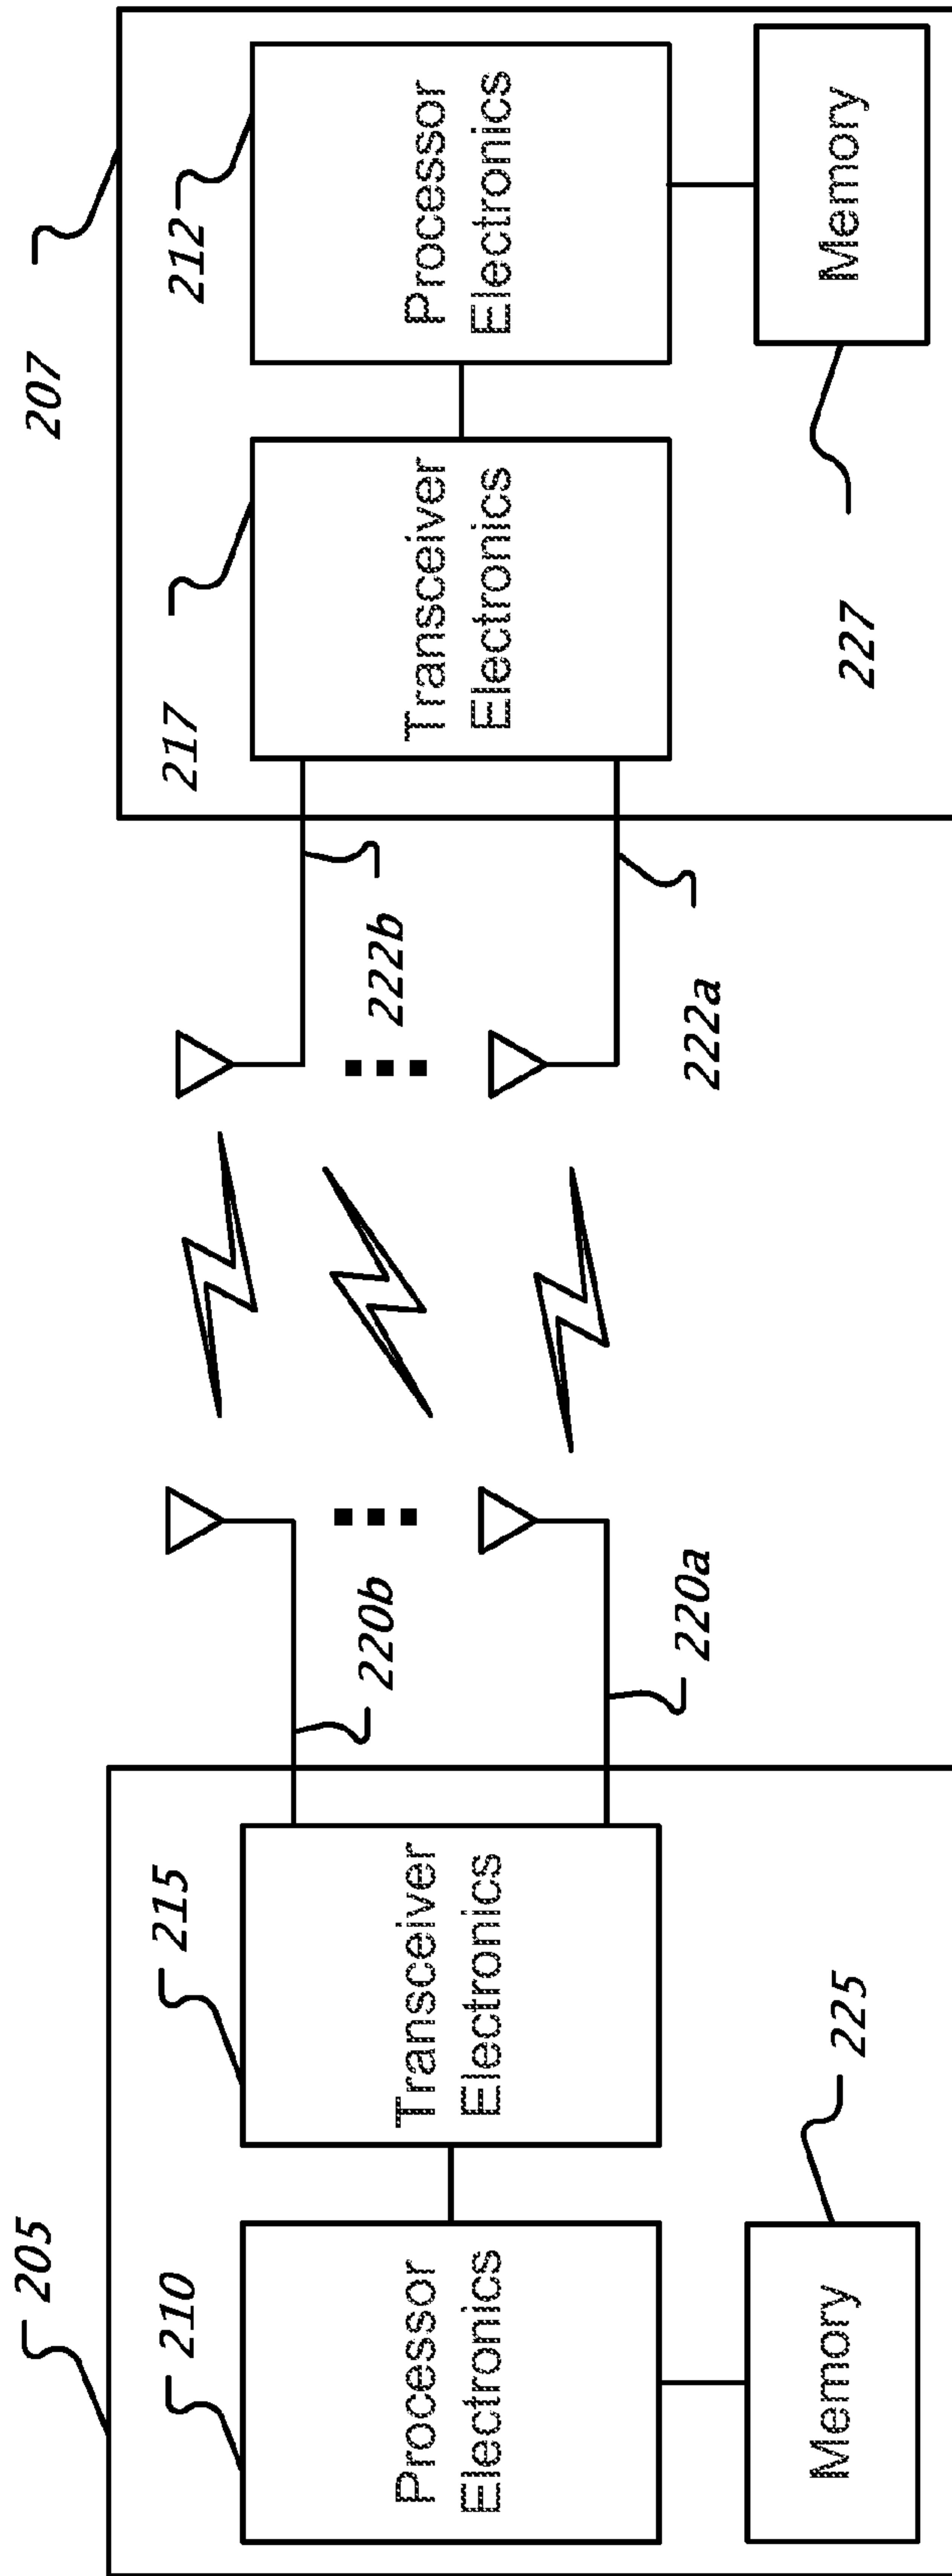 205
207
210
215
217
212
Processor
Electronics
Transceiver
Electronics
Transceiver
Electronics
Processor
Electronics
220b
222b
220a
222a
Memory
225
227
Memory